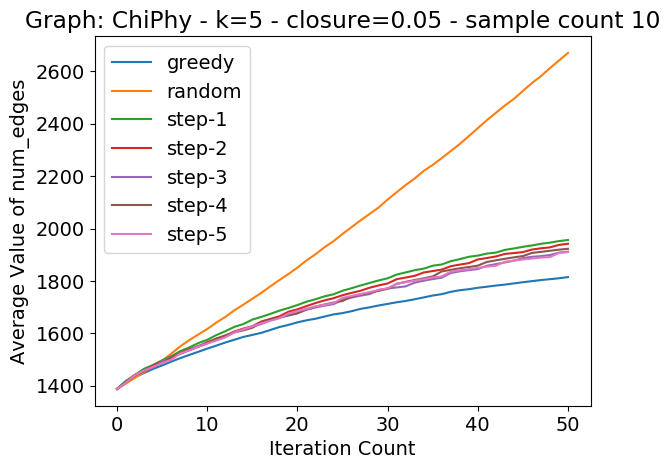 Graph: ChiPhy - k=5 - closure=0.05 - sample count 10
Average Value of num_edges
2600
2400
2200
2000
1800
1600
1400
greedy
random
step-1
step-2
step-3
step-4
step-5
0 10 20 30 40 50
Iteration Count